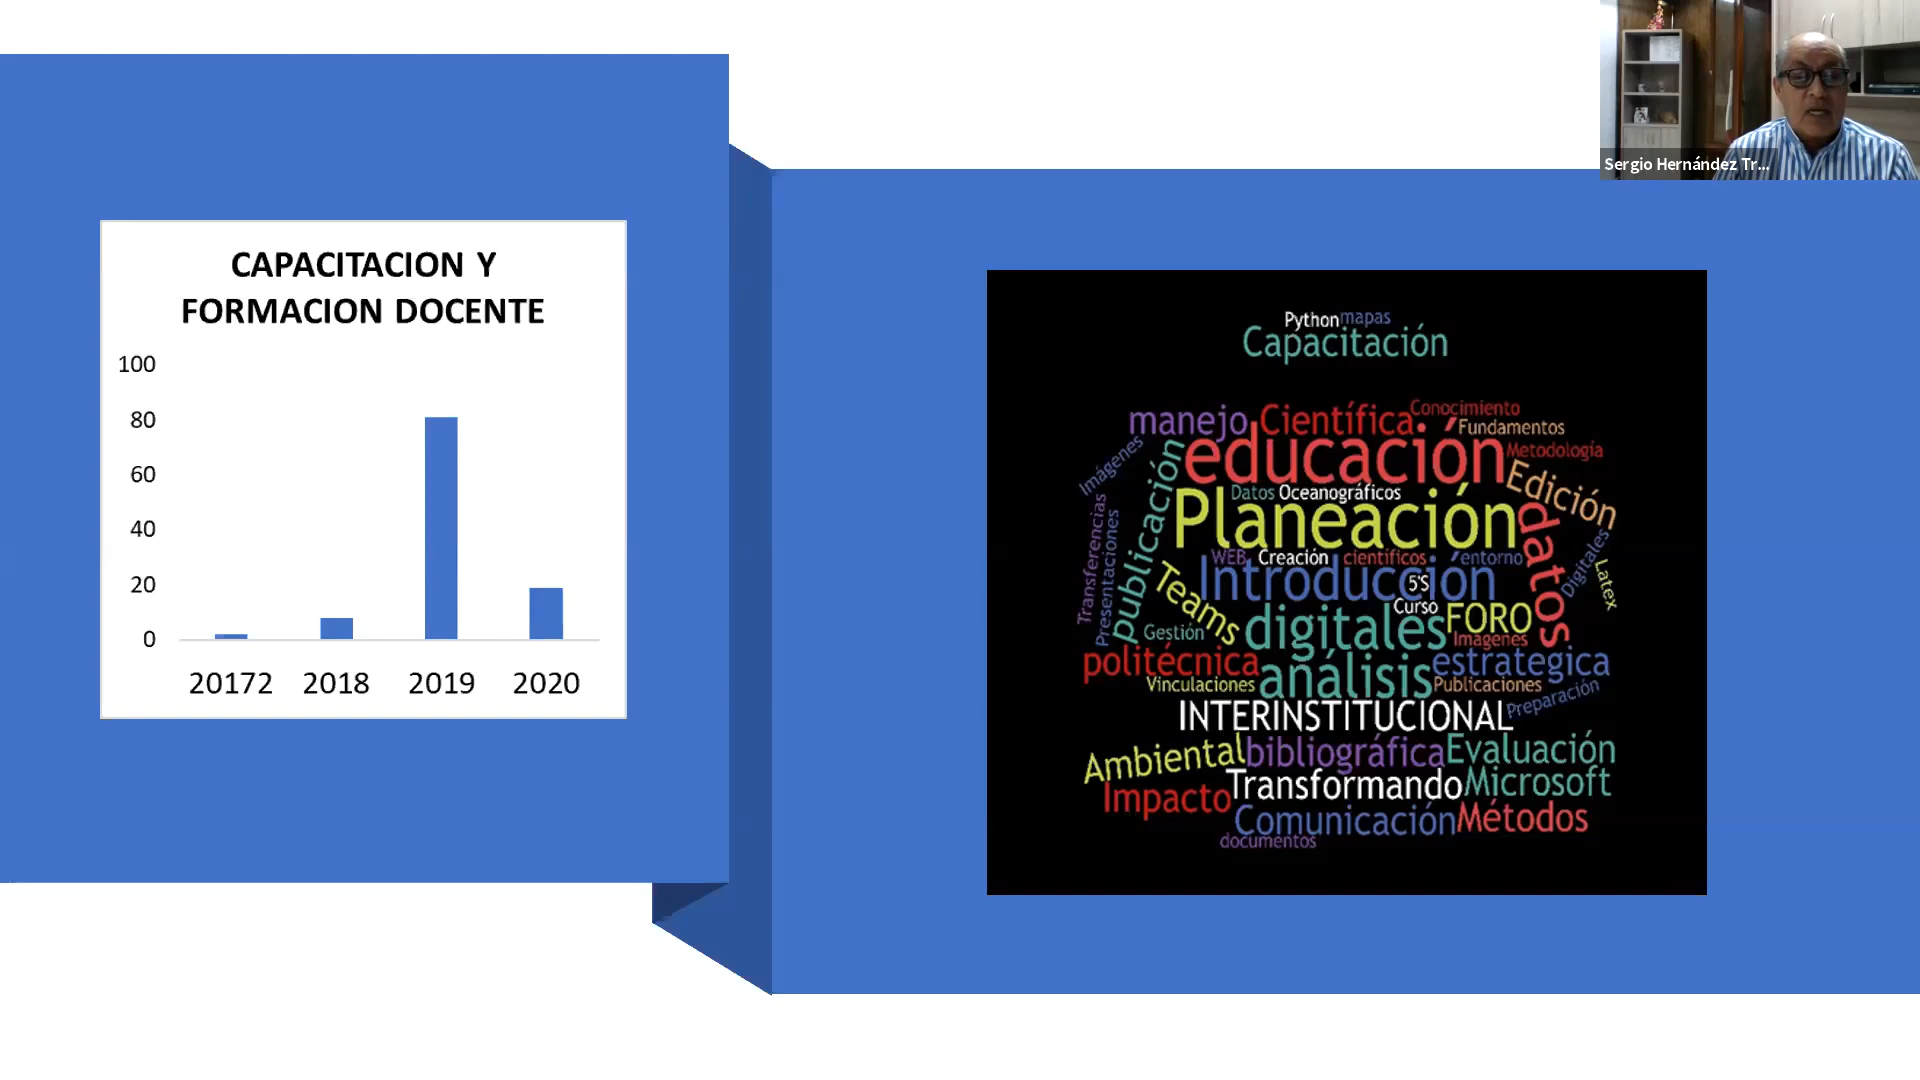 Sergio Hernández Tr...
CAPACITACION Y
FORMACION DOCENTE
100
80
60
40
20
0
20172 2018 2019 2020
Python mapas
Capacitación
manejo Científica Conocimiento
Fundamentos
educación Metodología
Imágenes
publicación
Edición
Datos Oceanográficos
Planeación
datos
Transferencias
Presentaciones
WEB Creación científicos entorno
Introducción
Digitales
Latex
5'S
Teams
Curso
digitales FORO
Gestión
Imagenes
politécnica análisis estrategica
Vinculaciones Publicaciones
Preparación
INTERINSTITUCIONAL
Ambiental bibliográfica Evaluación
Impacto Transformando Microsoft
Comunicación Métodos
documentos